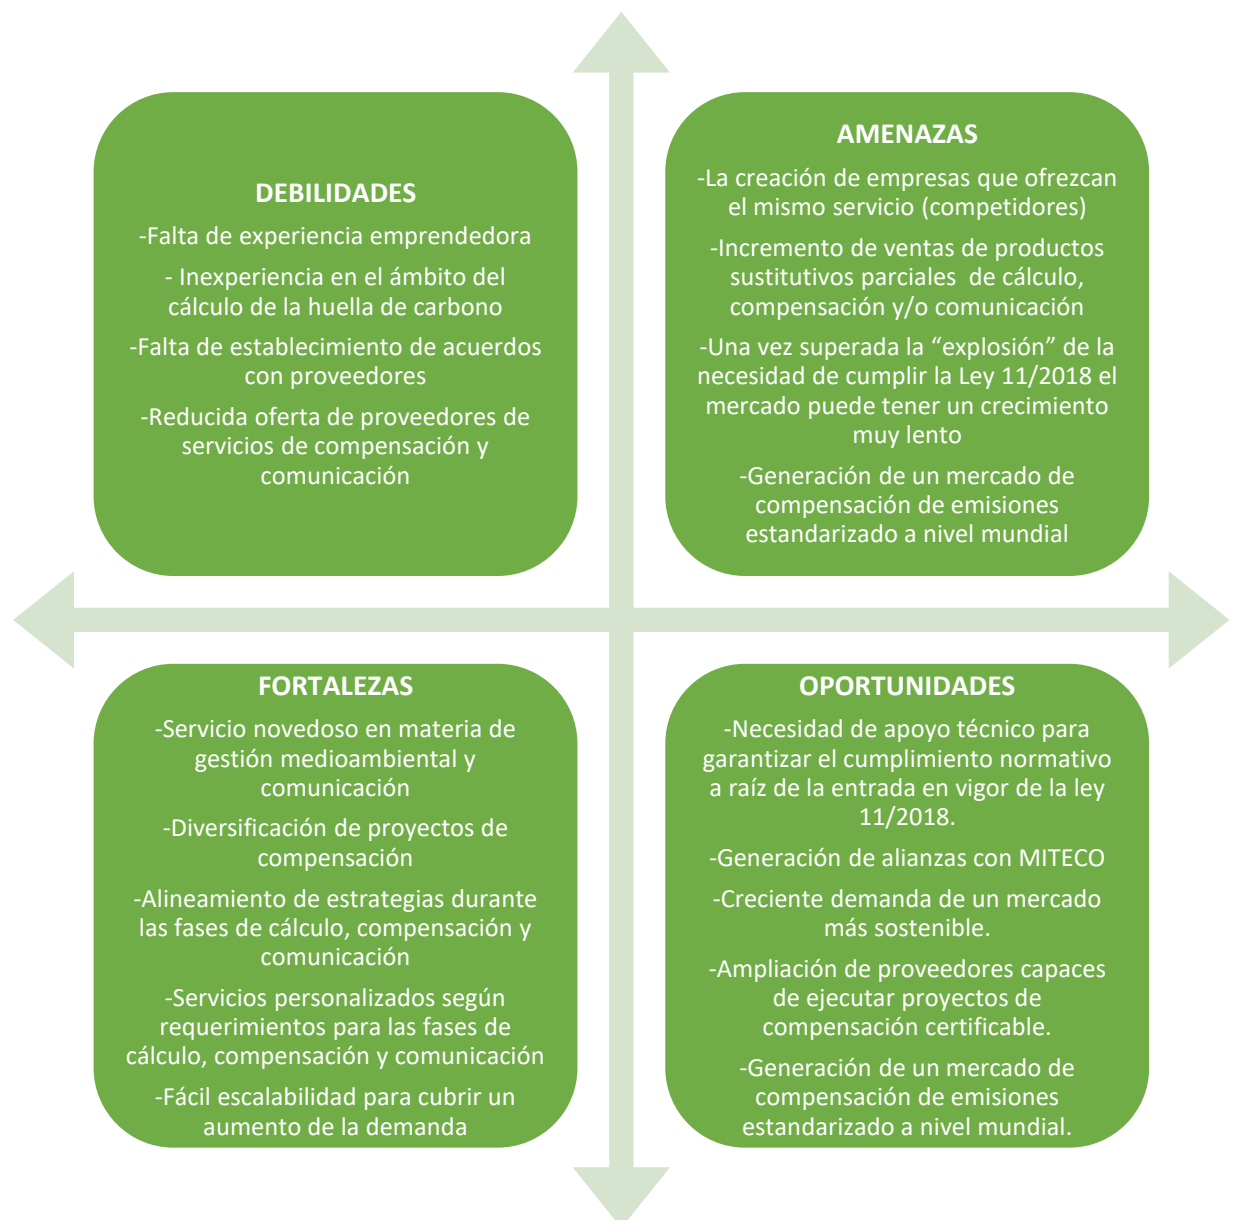 DEBILIDADES
-Falta de experiencia emprendedora
- Inexperiencia en el ámbito del
cálculo de la huella de carbono
-Falta de establecimiento de acuerdos
con proveedores
-Reducida oferta de proveedores de
servicios de compensación y
comunicación
AMENAZAS
-La creación de empresas que ofrezcan
el mismo servicio (competidores)
-Incremento de ventas de productos
sustitutivos parciales de cálculo,
compensación y/o comunicación
-Una vez superada la “explosión” de la
necesidad de cumplir la Ley 11/2018 el
mercado puede tener un crecimiento
muy lento
-Generación de un mercado de
compensación de emisiones
estandarizado a nivel mundial
FORTALEZAS
-Servicio novedoso en materia de
gestión medioambiental y
comunicación
-Diversificación de proyectos de
compensación
-Alineamiento de estrategias durante
las fases de cálculo, compensación y
comunicación
-Servicios personalizados según
requerimientos para las fases de
cálculo, compensación y comunicación
-Fácil escalabilidad para cubrir un
aumento de la demanda
OPORTUNIDADES
-Necesidad de apoyo técnico para
garantizar el cumplimiento normativo
a raíz de la entrada en vigor de la ley
11/2018.
-Generación de alianzas con MITECO
-Creciente demanda de un mercado
más sostenible.
-Ampliación de proveedores capaces
de ejecutar proyectos de
compensación certificable.
-Generación de un mercado de
compensación de emisiones
estandarizado a nivel mundial.